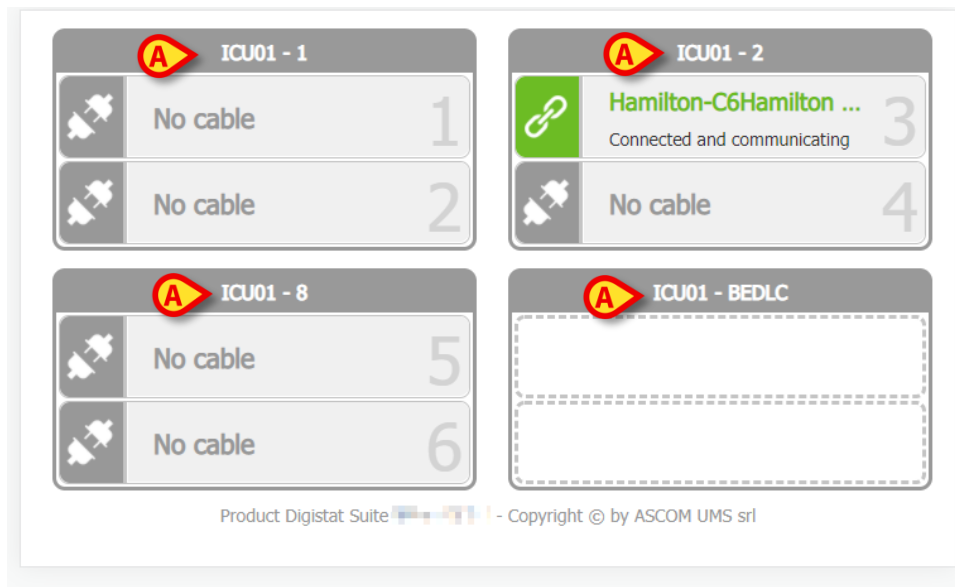 A ICU01 - 1
No cable 1
No cable 2
A ICU01 - 2
Hamilton-C6Hamilton ...
Connected and communicating
3
No cable 4
A ICU01 - 8
No cable 5
No cable 6
A ICU01 - BEDLC
Product Digistat Suite - Copyright © by ASCOM UMS srl